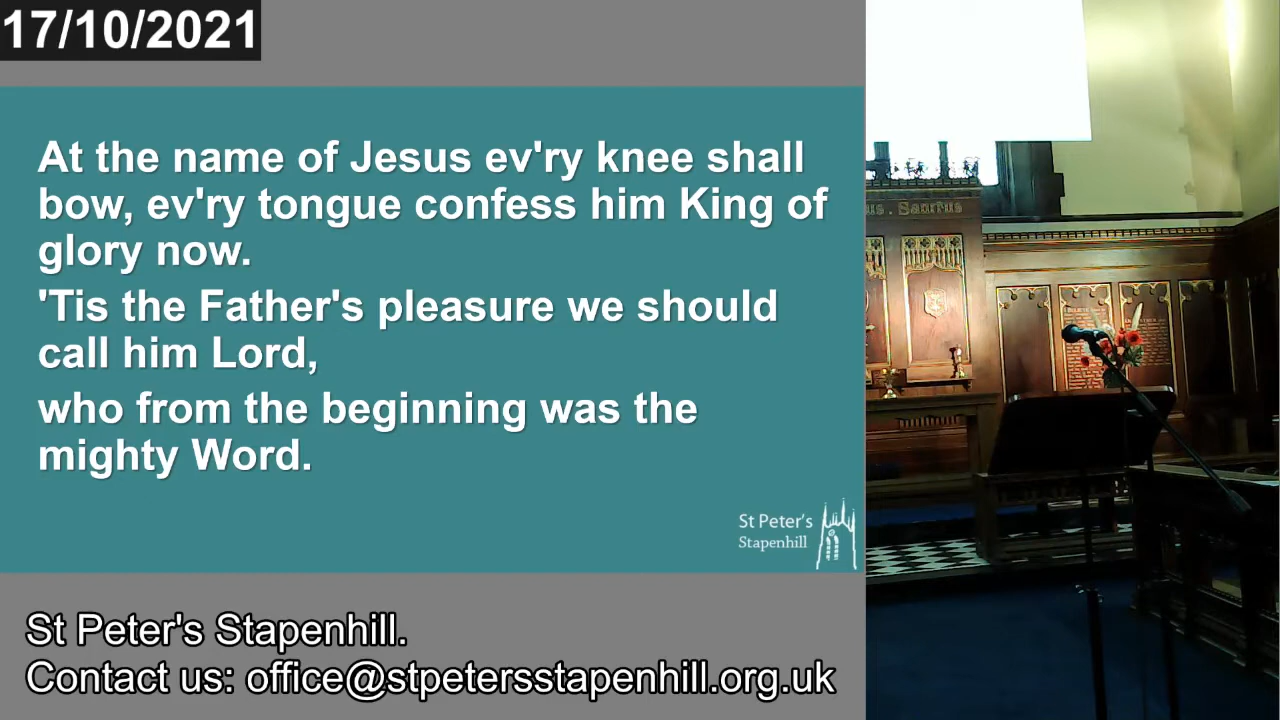 17/10/2021
At the name of Jesus ev'ry knee shall
bow, ev'ry tongue confess him King of
glory now.
'Tis the Father's pleasure we should
call him Lord,
who from the beginning was the
mighty Word.
St Peter's
Stapenhill
St Peter's Stapenhill.
Contact us: office@stpetersstapenhill.org.uk
us. Sanctus